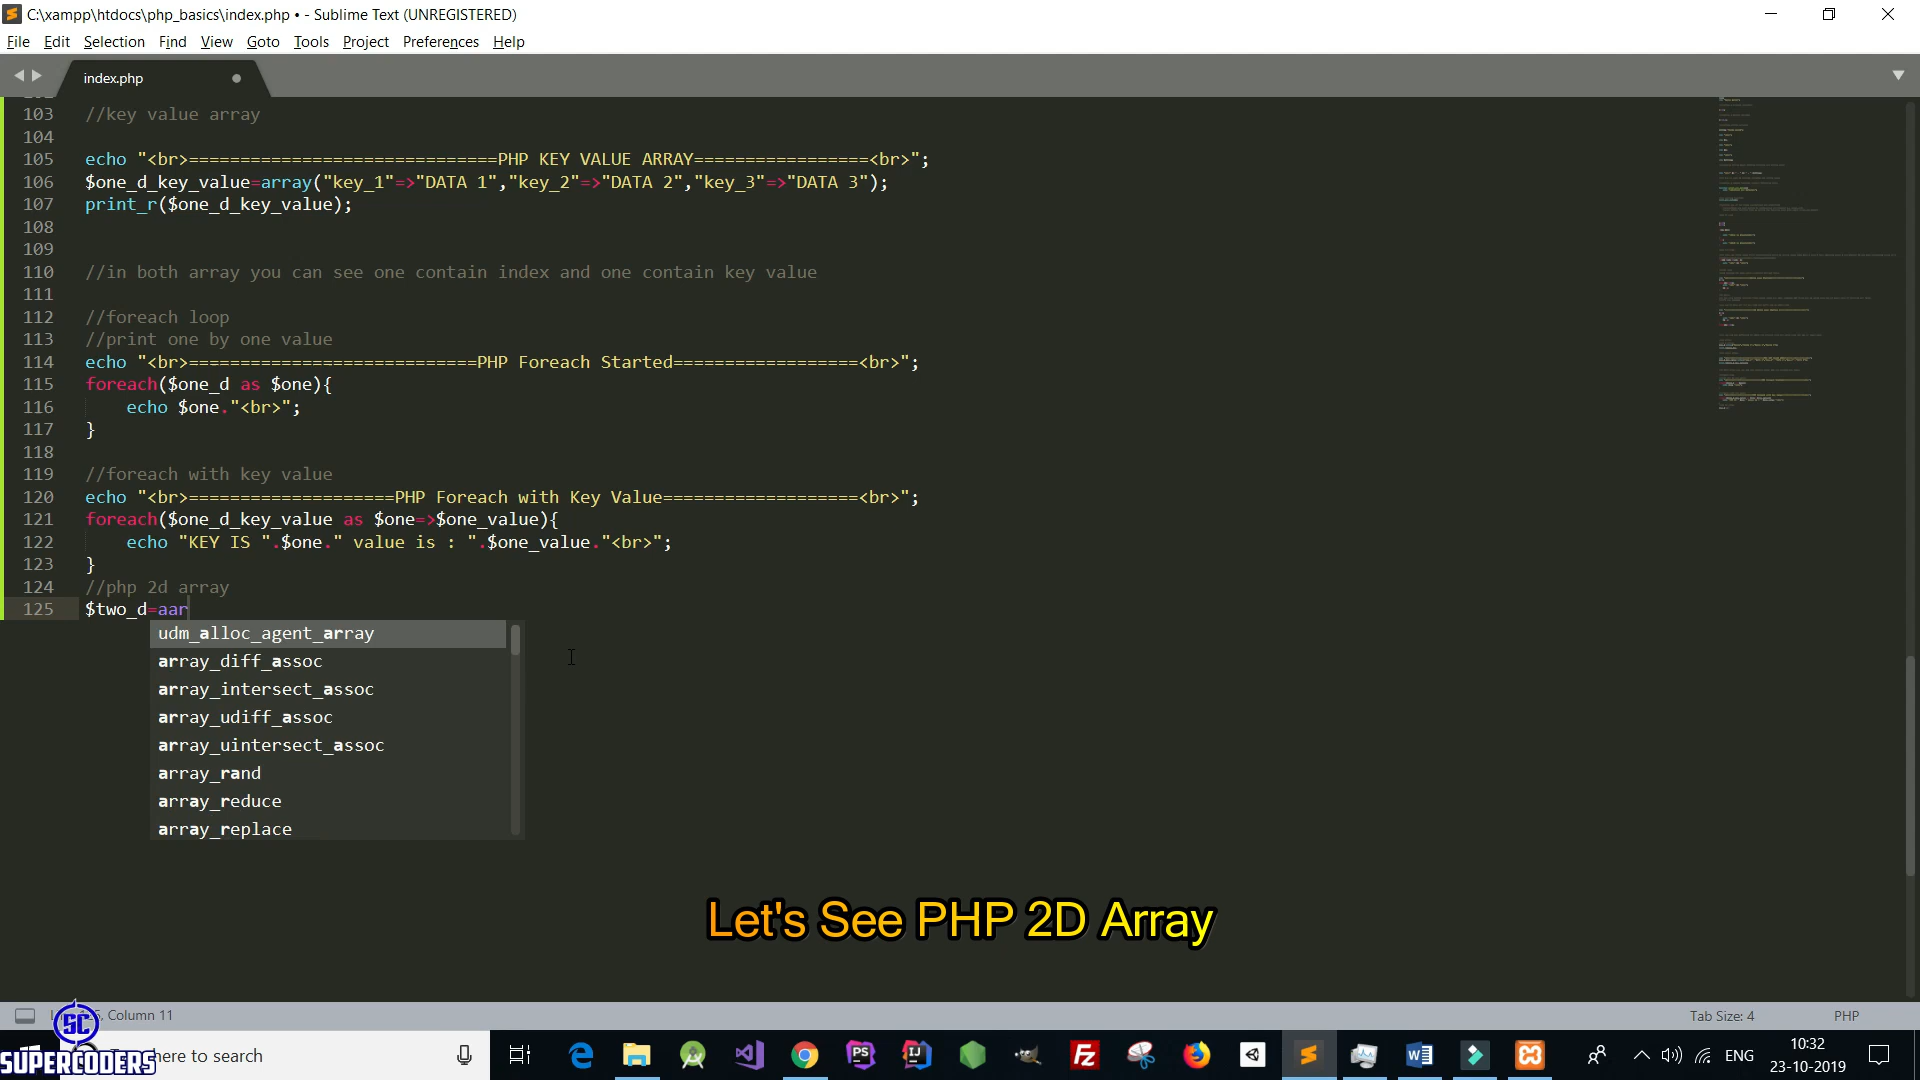 C:\xampp\htdocs\php_basics\index.php • - Sublime Text (UNREGISTERED)
File Edit Selection Find View Goto Tools Project Preferences Help
index.php
103 //key value array
104
105 echo "<br>==============================PHP KEY VALUE ARRAY=================<br>";
106 $one_d_key_value=array("key_1"=>"DATA 1","key_2"=>"DATA 2","key_3"=>"DATA 3");
107 print_r($one_d_key_value);
108
109
110 //in both array you can see one contain index and one contain key value
111
112 //foreach loop
113 //print one by one value
114 echo "<br>============================PHP Foreach Started==================<br>";
115 foreach($one_d as $one){
116 echo $one."<br>";
117 }
118
119 //foreach with key value
120 echo "<br>====================PHP Foreach with Key Value===================<br>";
121 foreach($one_d_key_value as $one=>$one_value){
122 echo "KEY IS ".$one." value is : ".$one_value."<br>";
123 }
124 //php 2d array
125 $two_d=aar
udm_alloc_agent_array
array_diff_assoc
array_intersect_assoc
array_udiff_assoc
array_uintersect_assoc
array_rand
array_reduce
array_replace
Let's See PHP 2D Array
Column 11
Tab Size: 4 PHP
SC
SUPERCODERS
here to search
ENG
10:32
23-10-2019